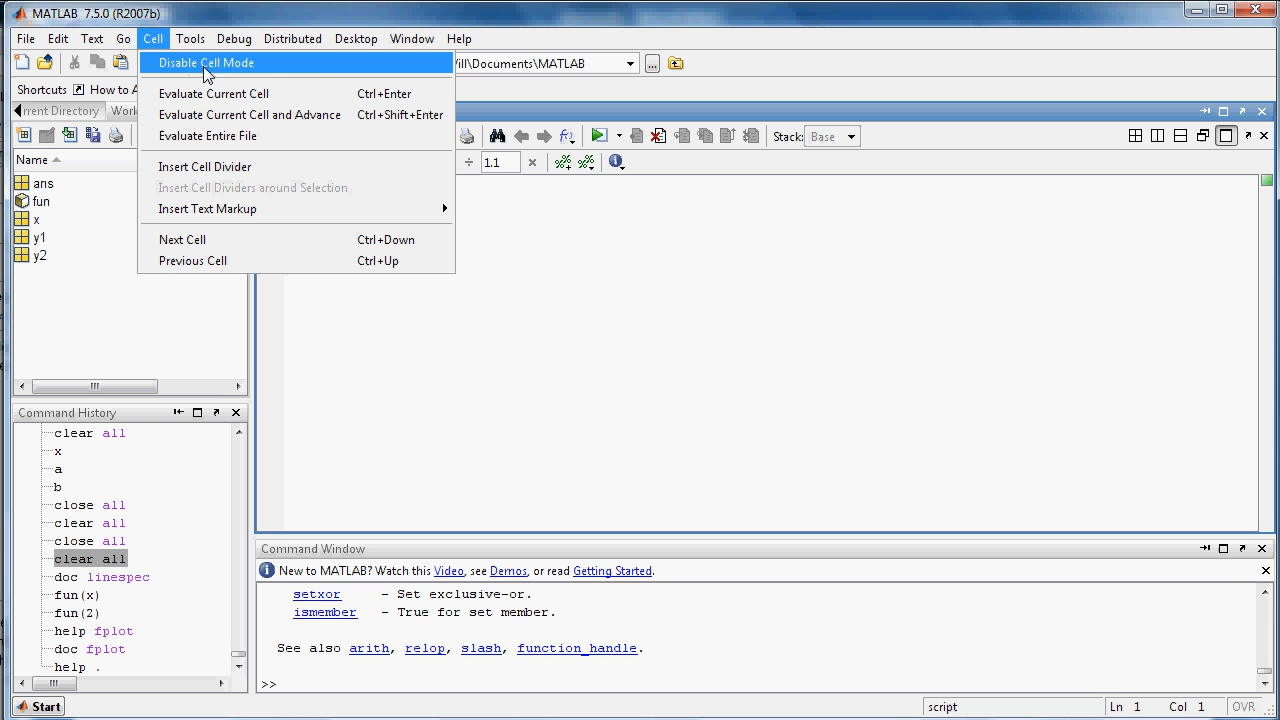 MATLAB 7.5.0 (R2007b)
File Edit Text Go Cell Tools Debug Distributed Desktop Window Help
Disable Cell Mode
Evaluate Current Cell Ctrl+Enter
Evaluate Current Cell and Advance Ctrl+Shift+Enter
Evaluate Entire File
Insert Cell Divider
Insert Cell Dividers around Selection
Insert Text Markup
Next Cell Ctrl+Down
Previous Cell Ctrl+Up
ill\Documents\MATLAB
...
Shortcuts How to A
rrent Directory Work
Stack: Base
÷ 1.1 ×
Name
ans
fun
x
y1
y2
Command History
clear all
x
a
b
close all
clear all
close all
clear all
doc linespec
fun(x)
fun(2)
help fplot
doc fplot
help .
Command Window
New to MATLAB? Watch this Video, see Demos, or read Getting Started.
setxor - Set exclusive-or.
ismember - True for set member.
See also arith, relop, slash, function_handle.
>>
Start
script Ln 1 Col 1 OVR